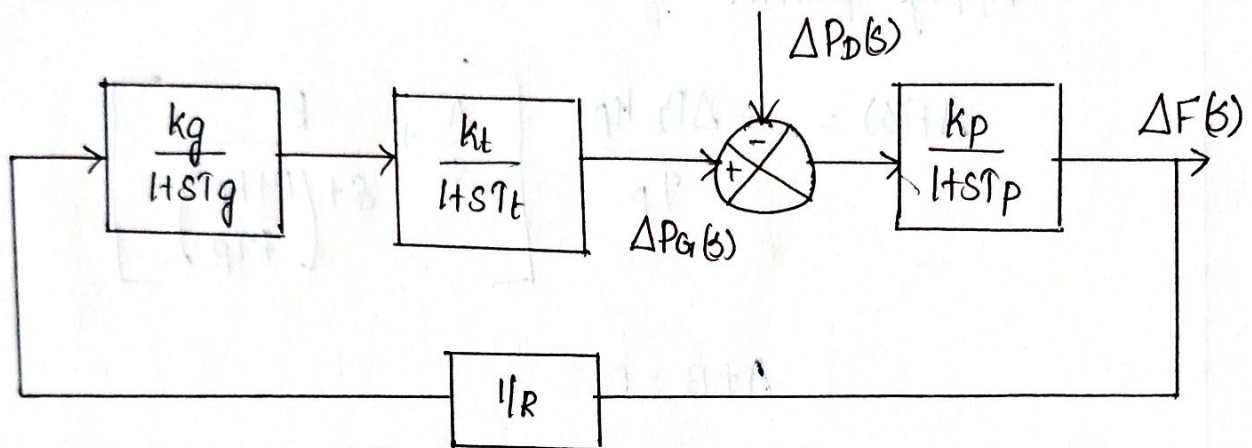 ΔPD(s)
kg
1+STg
Kt
1+STt
+
-
ΔPG(s)
Kp
1+STp
ΔF(s)
1/R